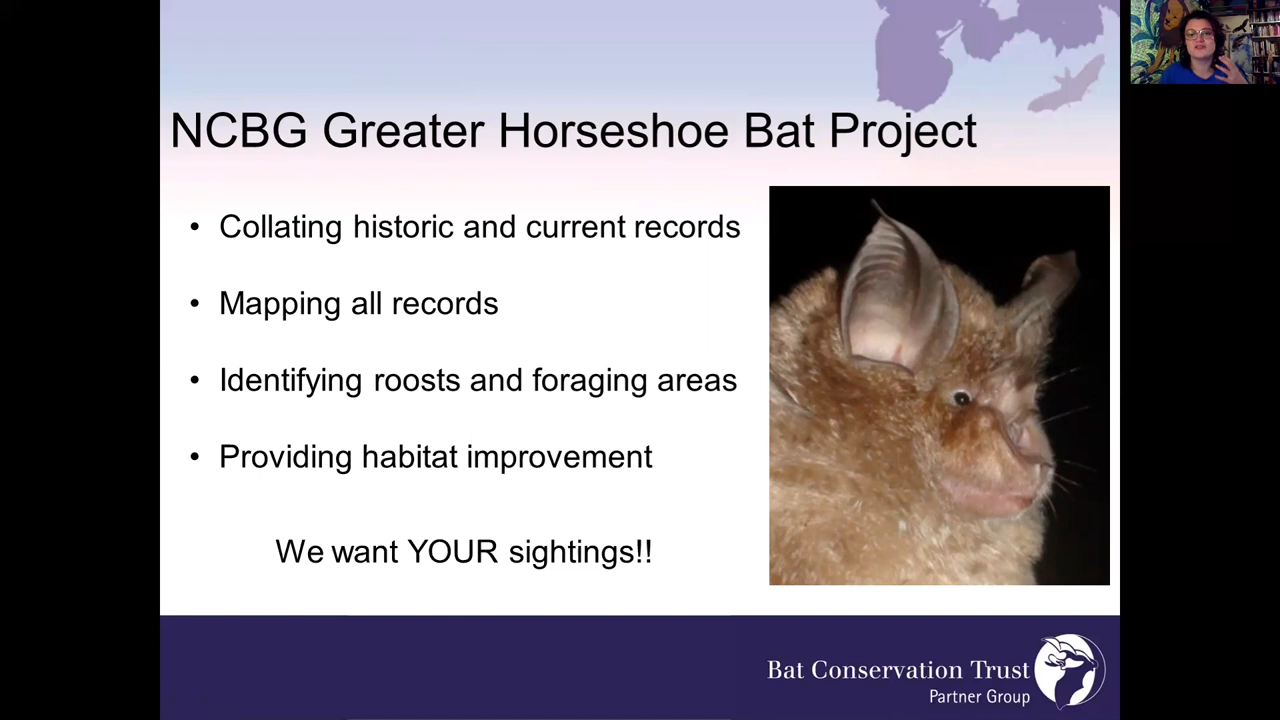 NCBG Greater Horseshoe Bat Project
• Collating historic and current records
• Mapping all records
• Identifying roosts and foraging areas
• Providing habitat improvement
We want YOUR sightings!!
Bat Conservation Trust
Partner Group